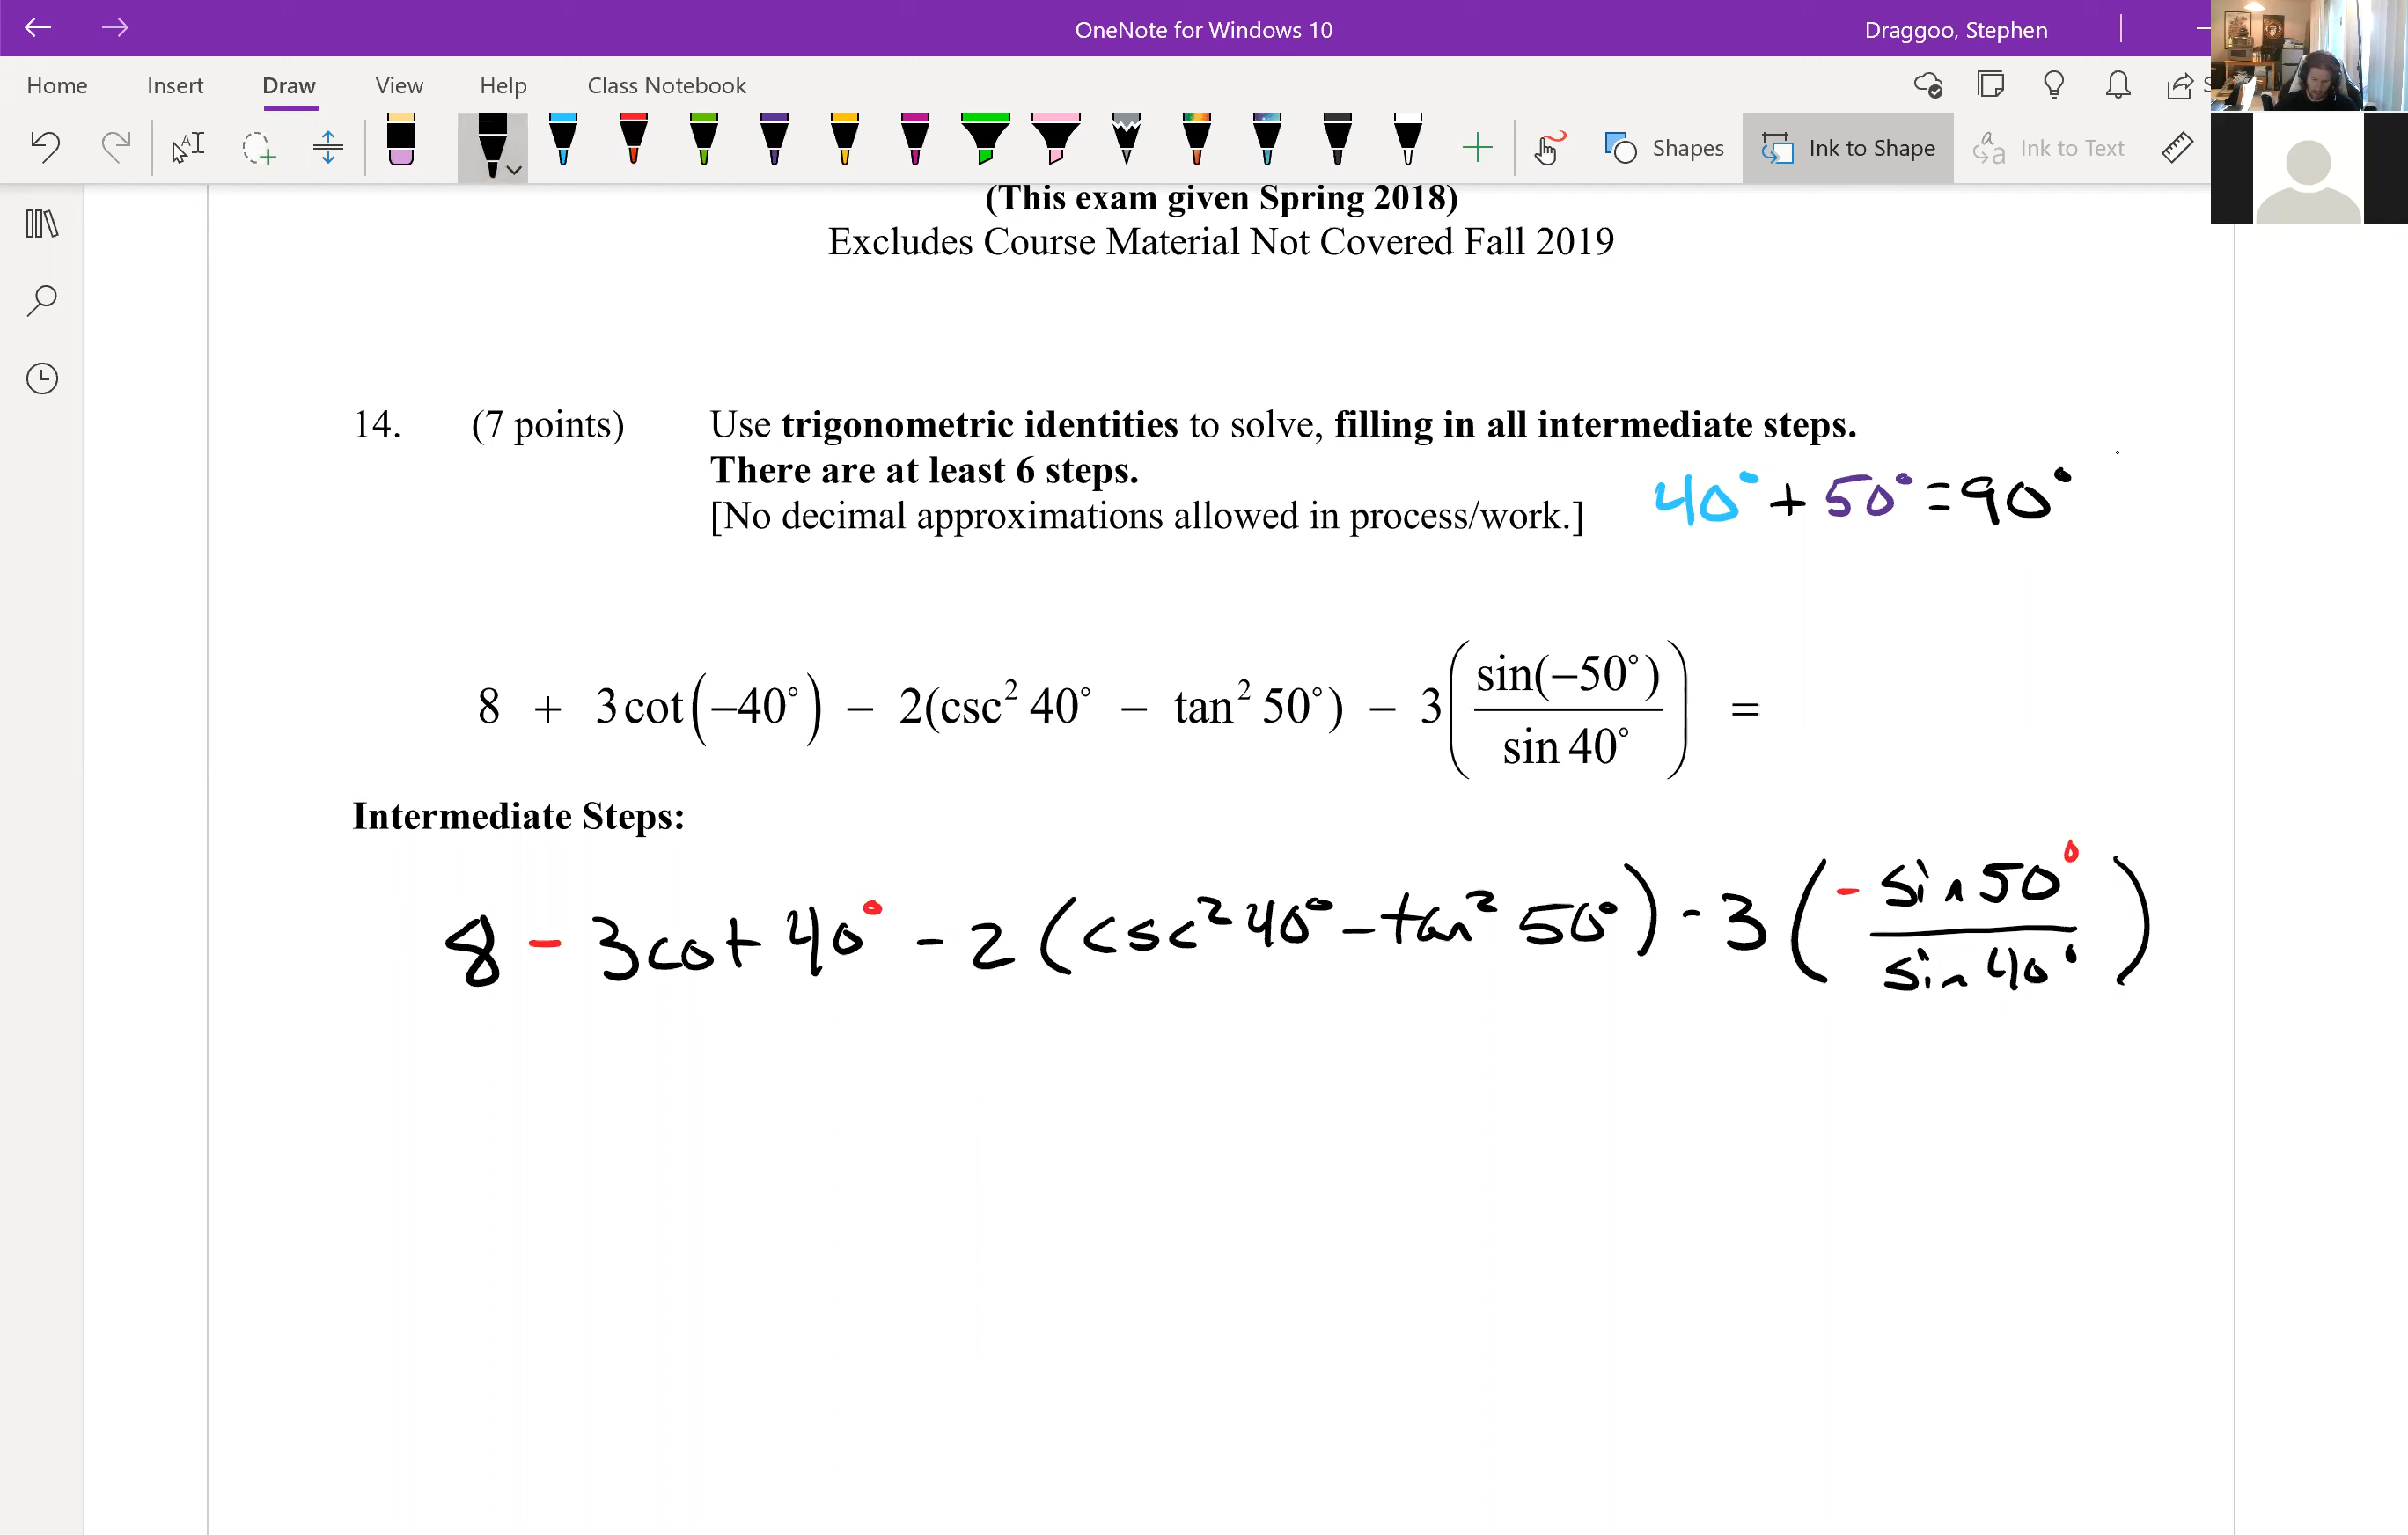 OneNote for Windows 10
Draggoo, Stephen
Home Insert Draw View Help Class Notebook
Shapes Ink to Shape Ink to Text
(This exam given Spring 2018)
Excludes Course Material Not Covered Fall 2019
14. (7 points) Use trigonometric identities to solve, filling in all intermediate steps.
There are at least 6 steps.
[No decimal approximations allowed in process/work.]
40° + 50° = 90°
8 + 3 cot(−40°) − 2(csc² 40° − tan² 50°) − 3(sin(−50°)/sin 40°) =
Intermediate Steps:
8 - 3cot 40° - 2 (csc² 40° - tan² 50°) - 3 (- sin 50°/sin 40°)